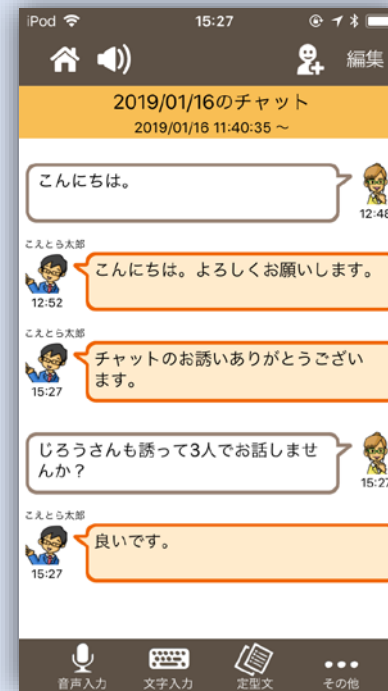 iPod 15:27
編集
2019/01/16のチャット
2019/01/16 11:40:35 ~
こんにちは。
12:48
こえとら太郎
こんにちは。よろしくお願いします。
12:52
こえとら太郎
チャットのお誘いありがとうござい
ます。
15:27
じろうさんも誘って3人でお話しませ
んか？
15:27
こえとら太郎
良いです。
15:27
音声入力 文字入力 定型文 その他